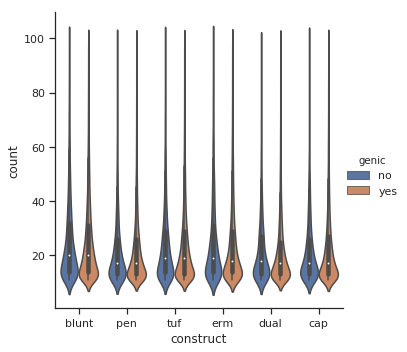 100
80
60
40
20
count
blunt pen tuf erm dual cap
construct
genic
no
yes